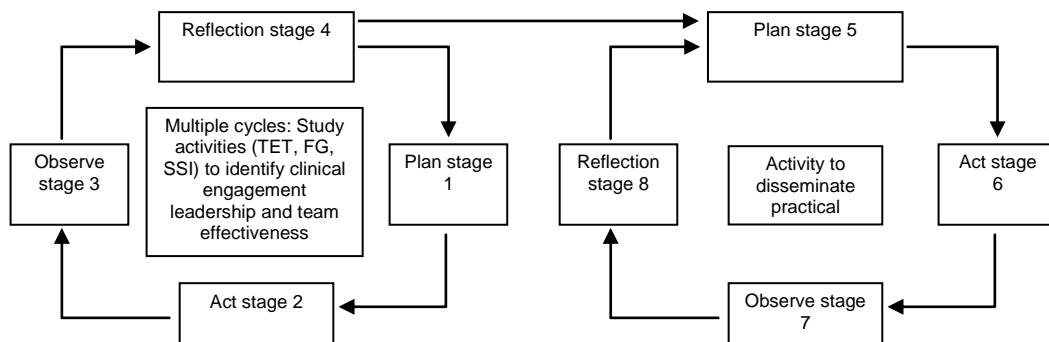 Reflection stage 4
Plan stage 5
Multiple cycles: Study
activities (TET, FG,
SSI) to identify clinical
engagement
leadership and team
effectiveness
Observe
stage 3
Plan stage
1
Reflection
stage 8
Activity to
disseminate
practical
Act stage
6
Act stage 2
Observe stage
7